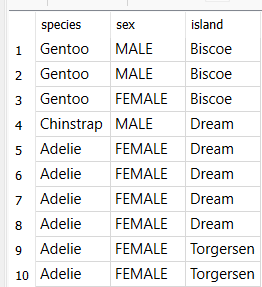 species sex island
1 Gentoo MALE Biscoe
2 Gentoo MALE Biscoe
3 Gentoo FEMALE Biscoe
4 Chinstrap MALE Dream
5 Adelie FEMALE Dream
6 Adelie FEMALE Dream
7 Adelie FEMALE Dream
8 Adelie FEMALE Dream
9 Adelie FEMALE Torgersen
10 Adelie FEMALE Torgersen